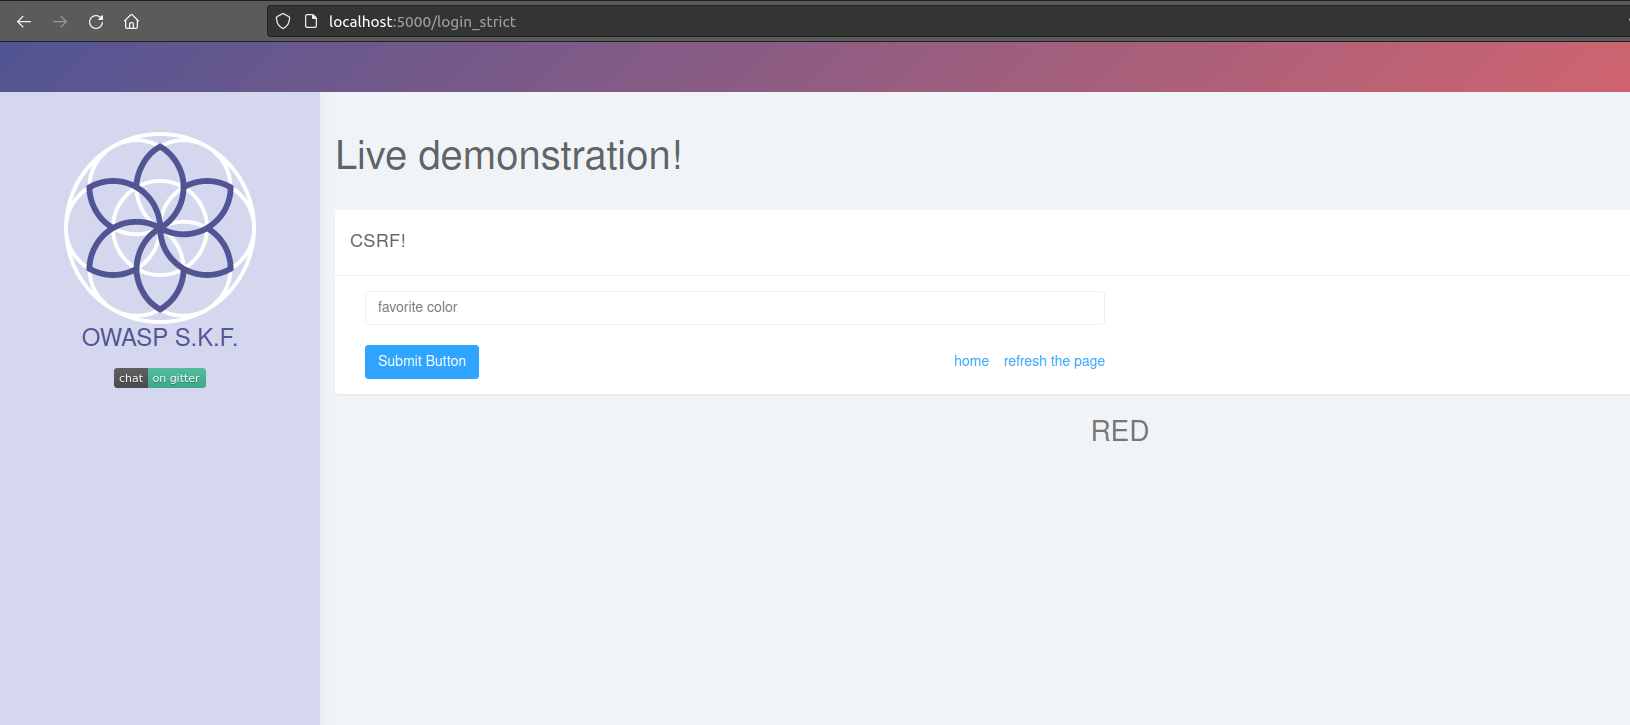 localhost:5000/login_strict
OWASP S.K.F.
chat on gitter
Live demonstration!
CSRF!
favorite color
Submit Button home refresh the page
RED